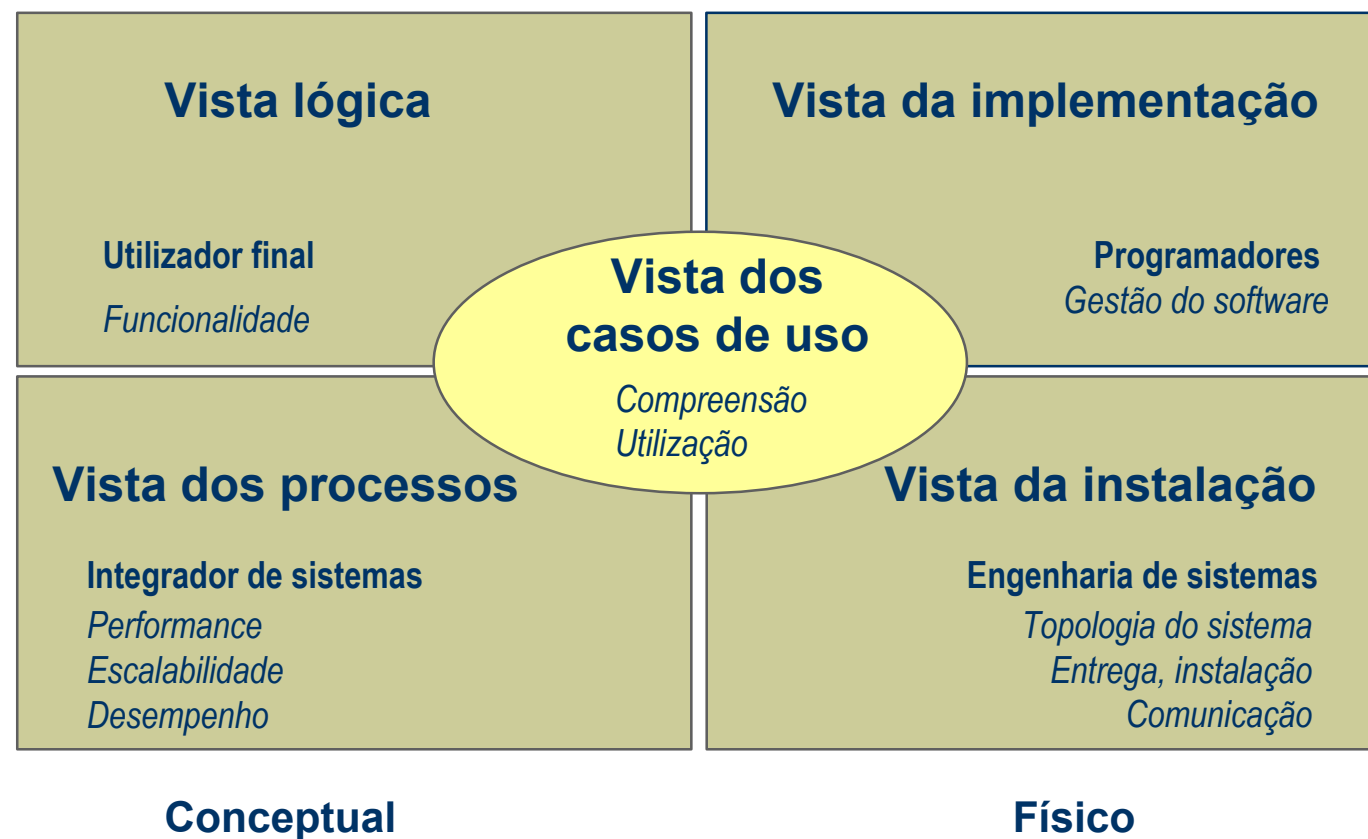 Vista lógica
Utilizador final
Funcionalidade
Vista da implementação
Programadores
Gestão do software
Vista dos
casos de uso
Compreensão
Utilização
Vista dos processos
Integrador de sistemas
Performance
Escalabilidade
Desempenho
Vista da instalação
Engenharia de sistemas
Topologia do sistema
Entrega, instalação
Comunicação
Conceptual
Físico